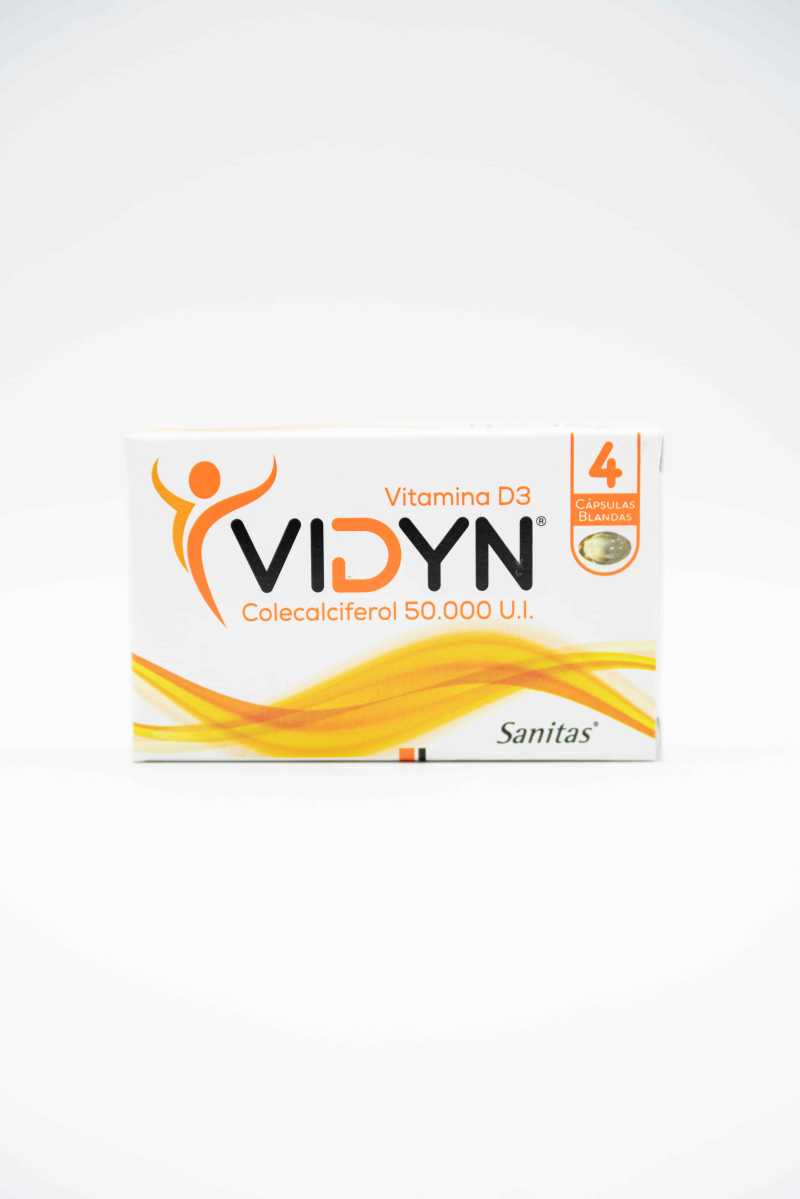 4
CÁPSULAS
BLANDAS
Vitamina D3
VIDYN®
Colecalciferol 50.000 U.I.
Sanitas®